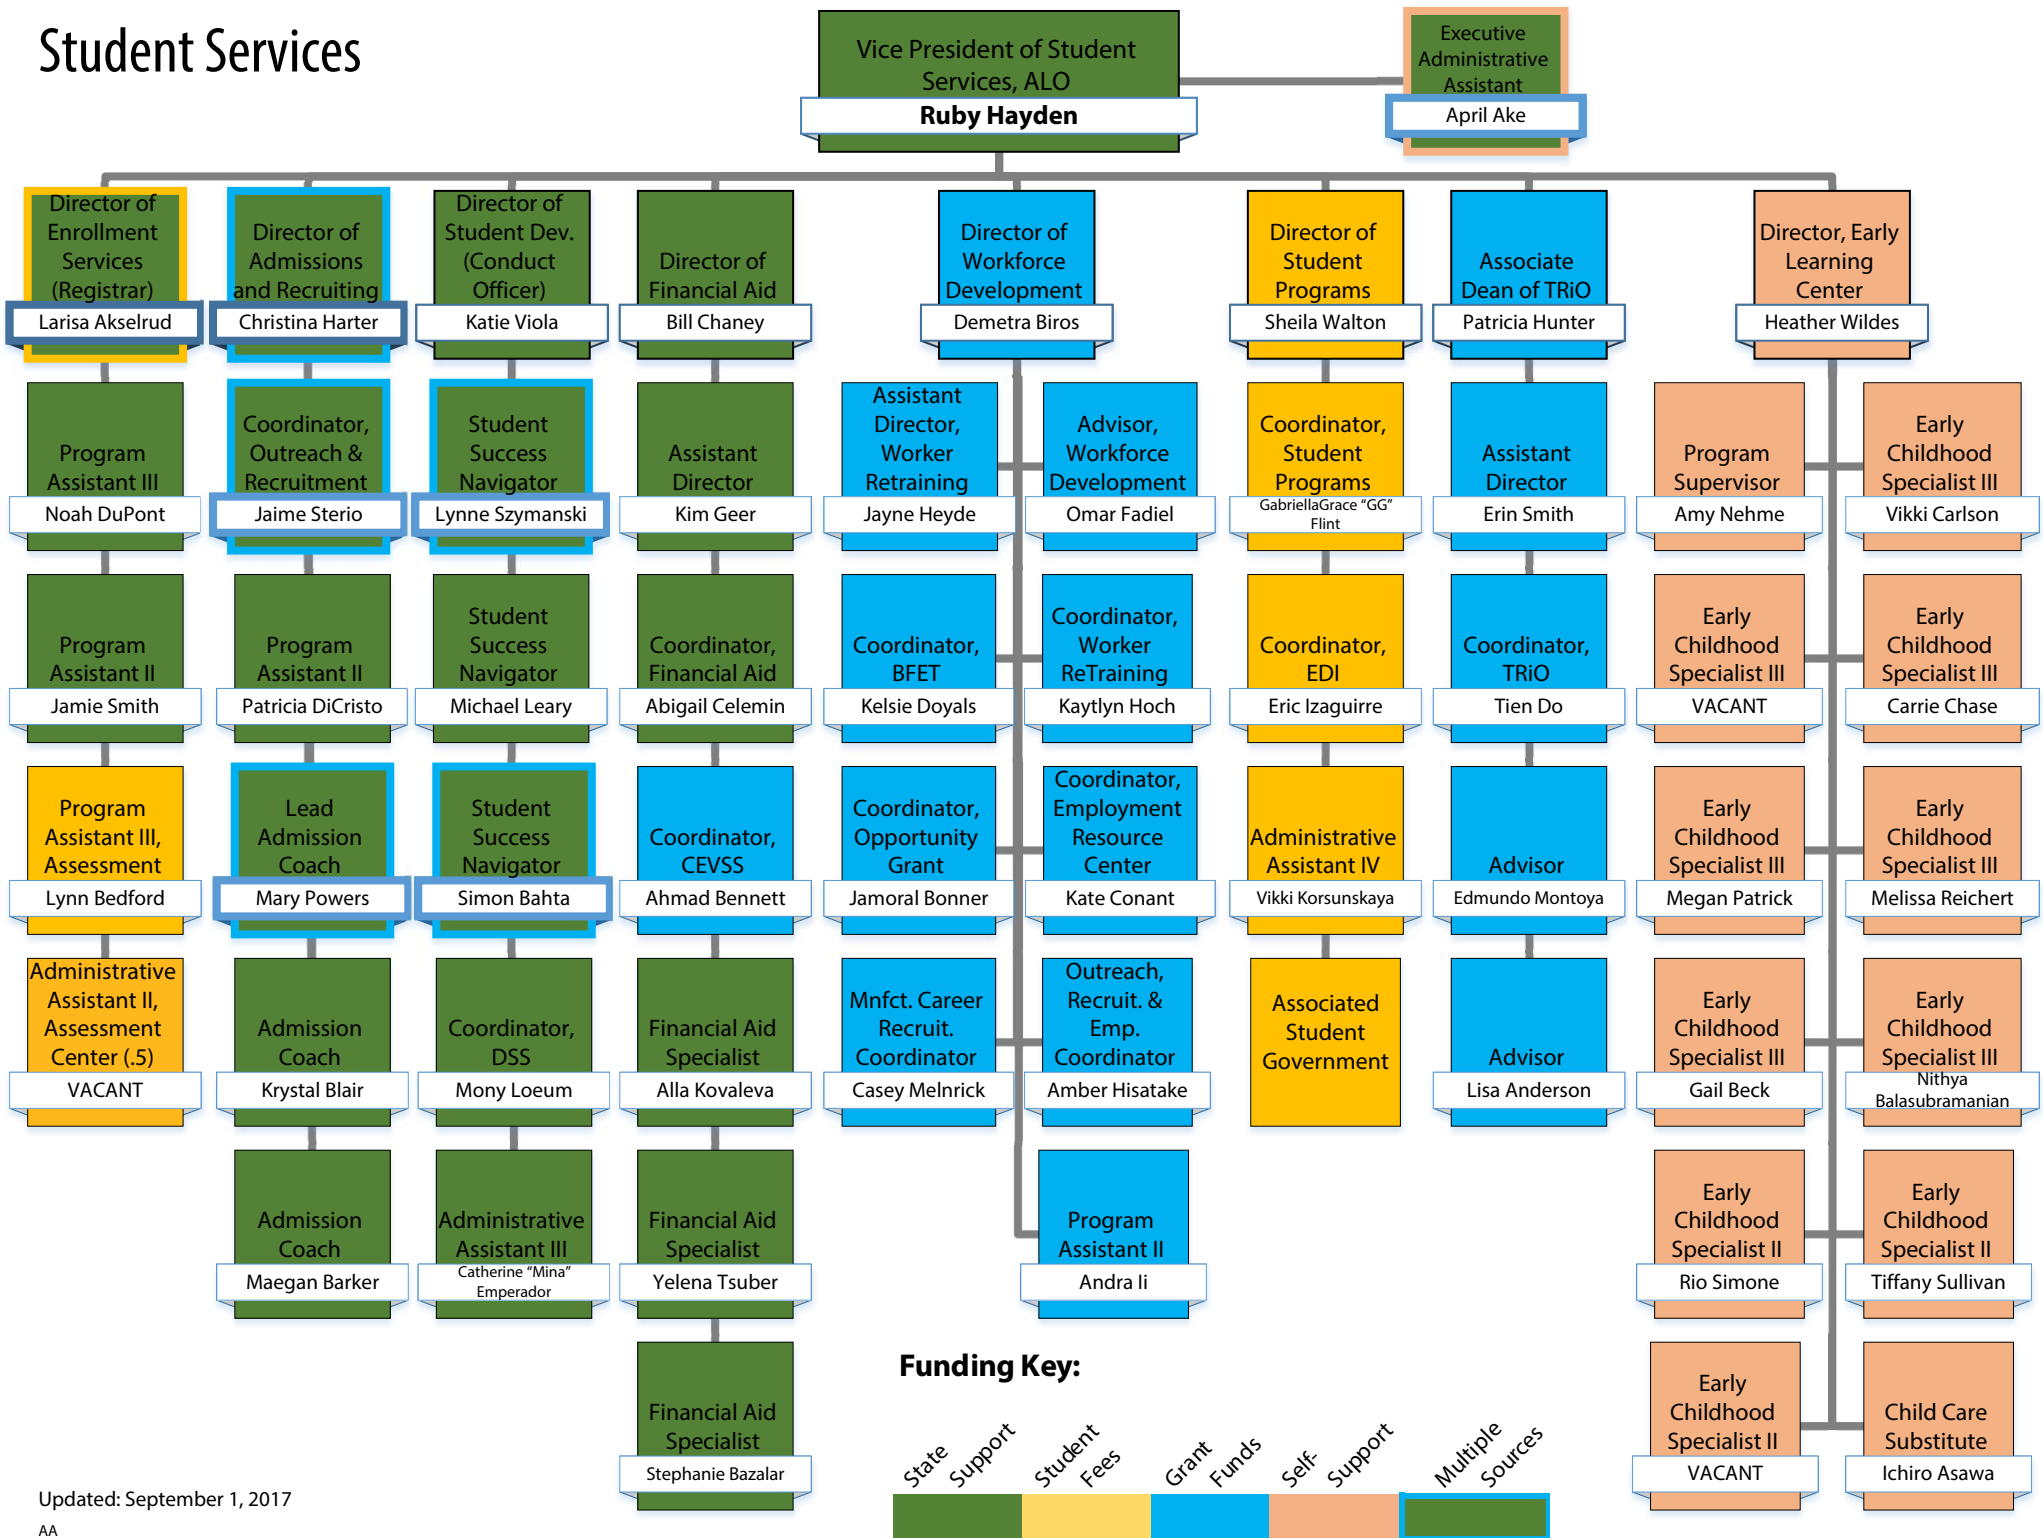 Student Services
Vice President of Student
Services, ALO
Ruby Hayden
Executive
Administrative
Assistant
April Ake
Director of
Enrollment
Services
(Registrar)
Larisa Akselrud
Director of
Admissions
and Recruiting
Christina Harter
Director of
Student Dev.
(Conduct
Officer)
Katie Viola
Director of
Financial Aid
Bill Chaney
Director of
Workforce
Development
Demetra Biros
Director of
Student
Programs
Sheila Walton
Associate
Dean of TRiO
Patricia Hunter
Director, Early
Learning
Center
Heather Wildes
Program
Assistant III
Noah DuPont
Coordinator,
Outreach &
Recruitment
Jaime Sterio
Student
Success
Navigator
Lynne Szymanski
Assistant
Director
Kim Geer
Assistant
Director,
Worker
Retraining
Jayne Heyde
Advisor,
Workforce
Development
Omar Fadiel
Coordinator,
Student
Programs
GabriellaGrace “GG”
Flint
Assistant
Director
Erin Smith
Program
Supervisor
Amy Nehme
Early
Childhood
Specialist III
Vikki Carlson
Program
Assistant II
Jamie Smith
Program
Assistant II
Patricia DiCristo
Student
Success
Navigator
Michael Leary
Coordinator,
Financial Aid
Abigail Celemin
Coordinator,
BFET
Kelsie Doyals
Coordinator,
Worker
ReTraining
Kaytlyn Hoch
Coordinator,
EDI
Eric Izaguirre
Coordinator,
TRiO
Tien Do
Early
Childhood
Specialist III
VACANT
Early
Childhood
Specialist III
Carrie Chase
Program
Assistant III,
Assessment
Lynn Bedford
Lead
Admission
Coach
Mary Powers
Student
Success
Navigator
Simon Bahta
Coordinator,
CEVSS
Ahmad Bennett
Coordinator,
Opportunity
Grant
Jamoral Bonner
Coordinator,
Employment
Resource
Center
Kate Conant
Administrative
Assistant IV
Vikki Korsunskaya
Advisor
Edmundo Montoya
Early
Childhood
Specialist III
Megan Patrick
Early
Childhood
Specialist III
Melissa Reichert
Administrative
Assistant II,
Assessment
Center (.5)
VACANT
Admission
Coach
Krystal Blair
Coordinator,
DSS
Mony Loeum
Financial Aid
Specialist
Alla Kovaleva
Mnfct. Career
Recruit.
Coordinator
Casey Melnrick
Outreach,
Recruit. &
Emp.
Coordinator
Amber Hisatake
Associated
Student
Government
Advisor
Lisa Anderson
Early
Childhood
Specialist III
Gail Beck
Early
Childhood
Specialist III
Nithya
Balasubramanian
Admission
Coach
Maegan Barker
Administrative
Assistant III
Catherine “Mina”
Emperador
Financial Aid
Specialist
Yelena Tsuber
Program
Assistant II
Andra Ii
Early
Childhood
Specialist II
Rio Simone
Early
Childhood
Specialist II
Tiffany Sullivan
Financial Aid
Specialist
Stephanie Bazalar
Early
Childhood
Specialist II
VACANT
Child Care
Substitute
Ichiro Asawa
Funding Key:
State
Support
Student
Fees
Grant
Funds
Self-
Support
Multiple
Sources
Updated: September 1, 2017
AA